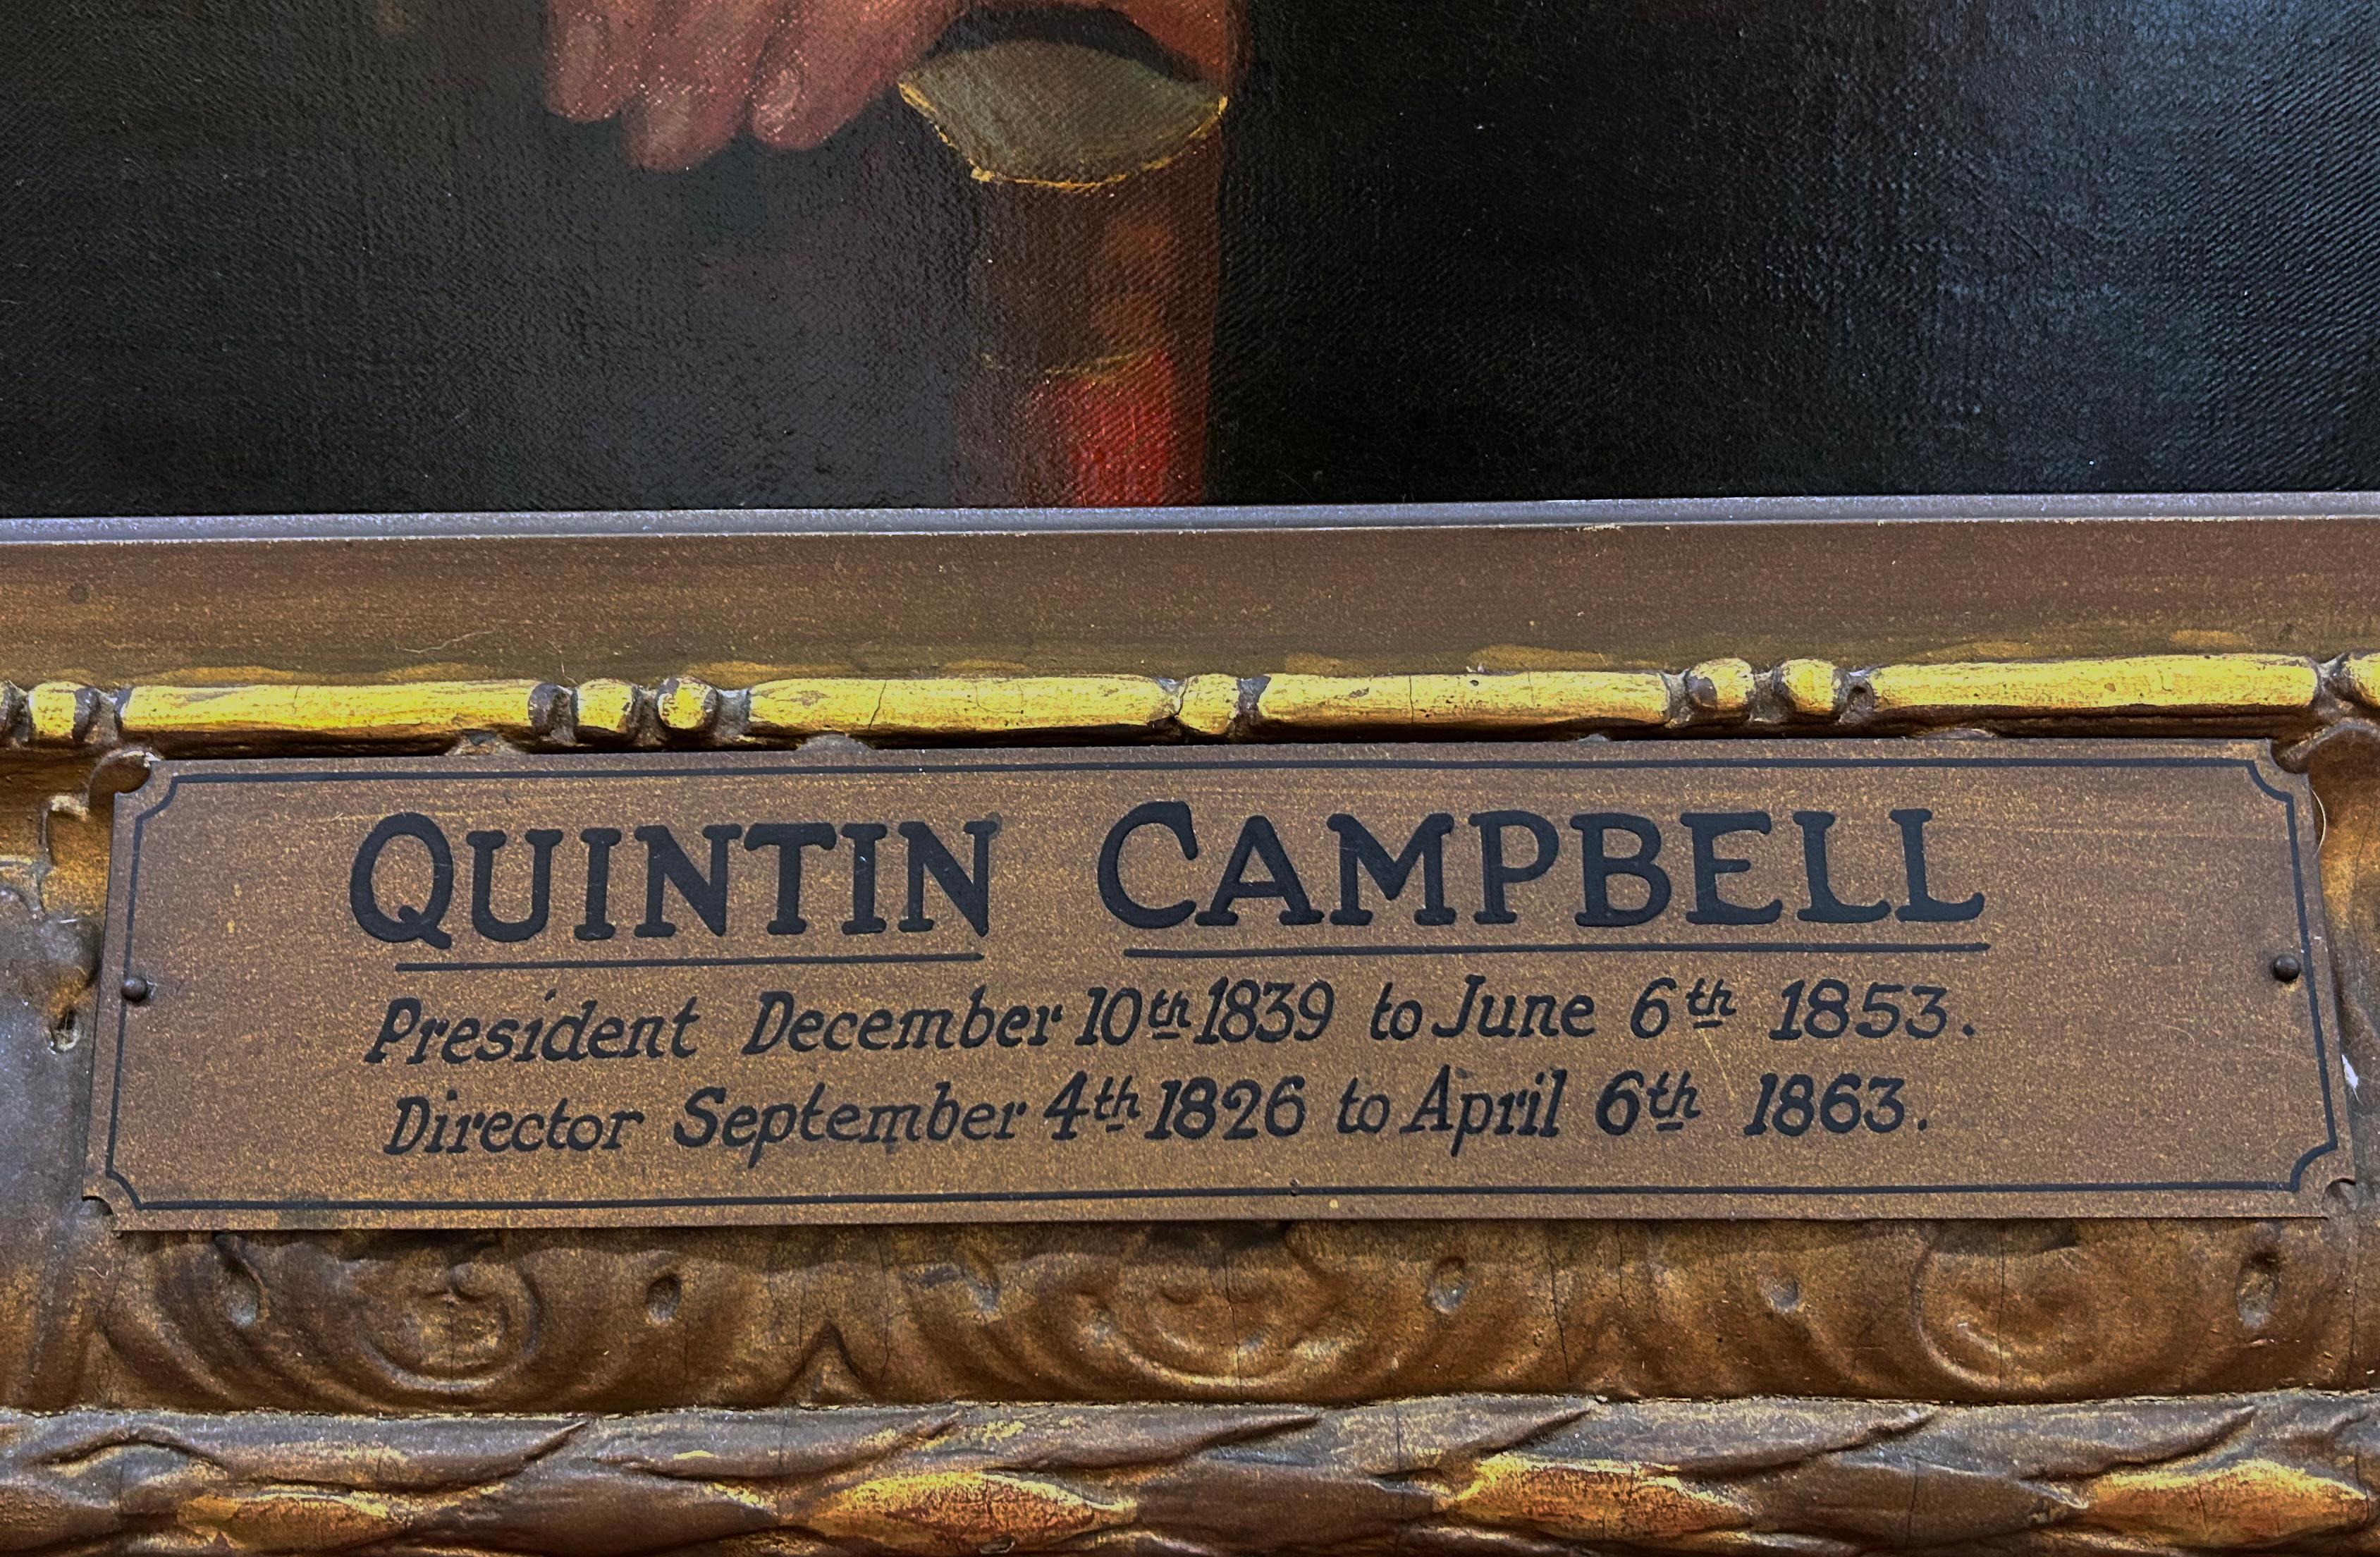 QUINTIN CAMPBELL
President December 10th 1839 to June 6th 1853.
Director September 4th 1826 to April 6th 1863.